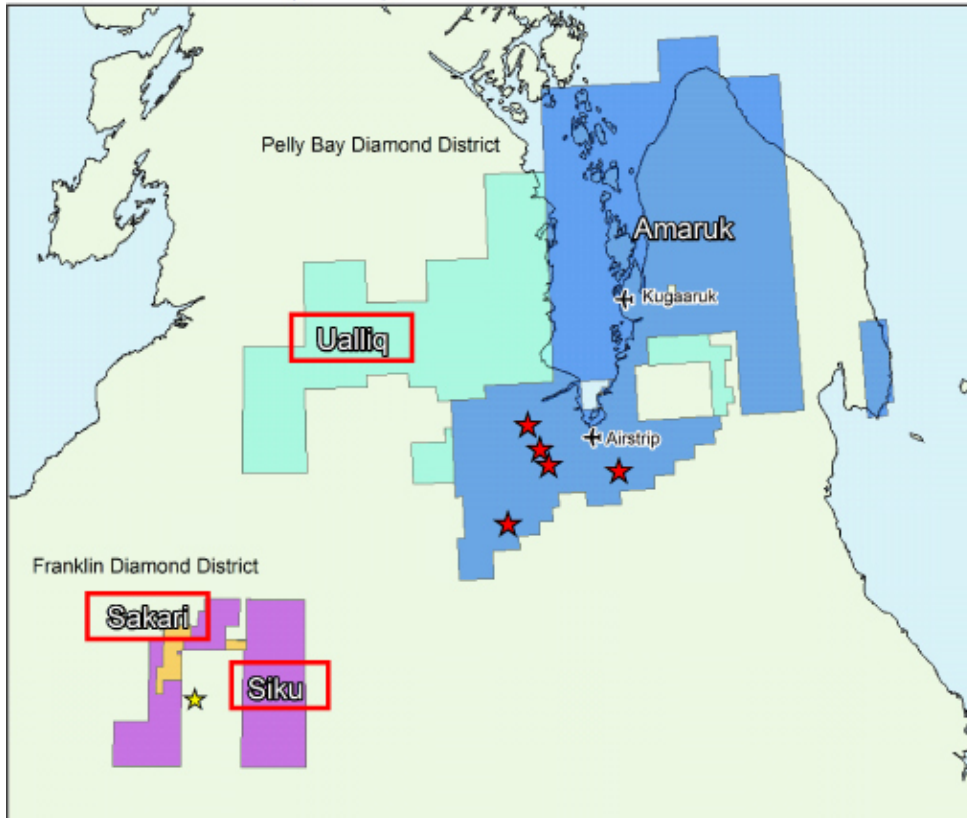 Pelly Bay Diamond District
Amaruk
Kugaaruk
Ualliq
Airstrip
Franklin Diamond District
Sakari
Siku